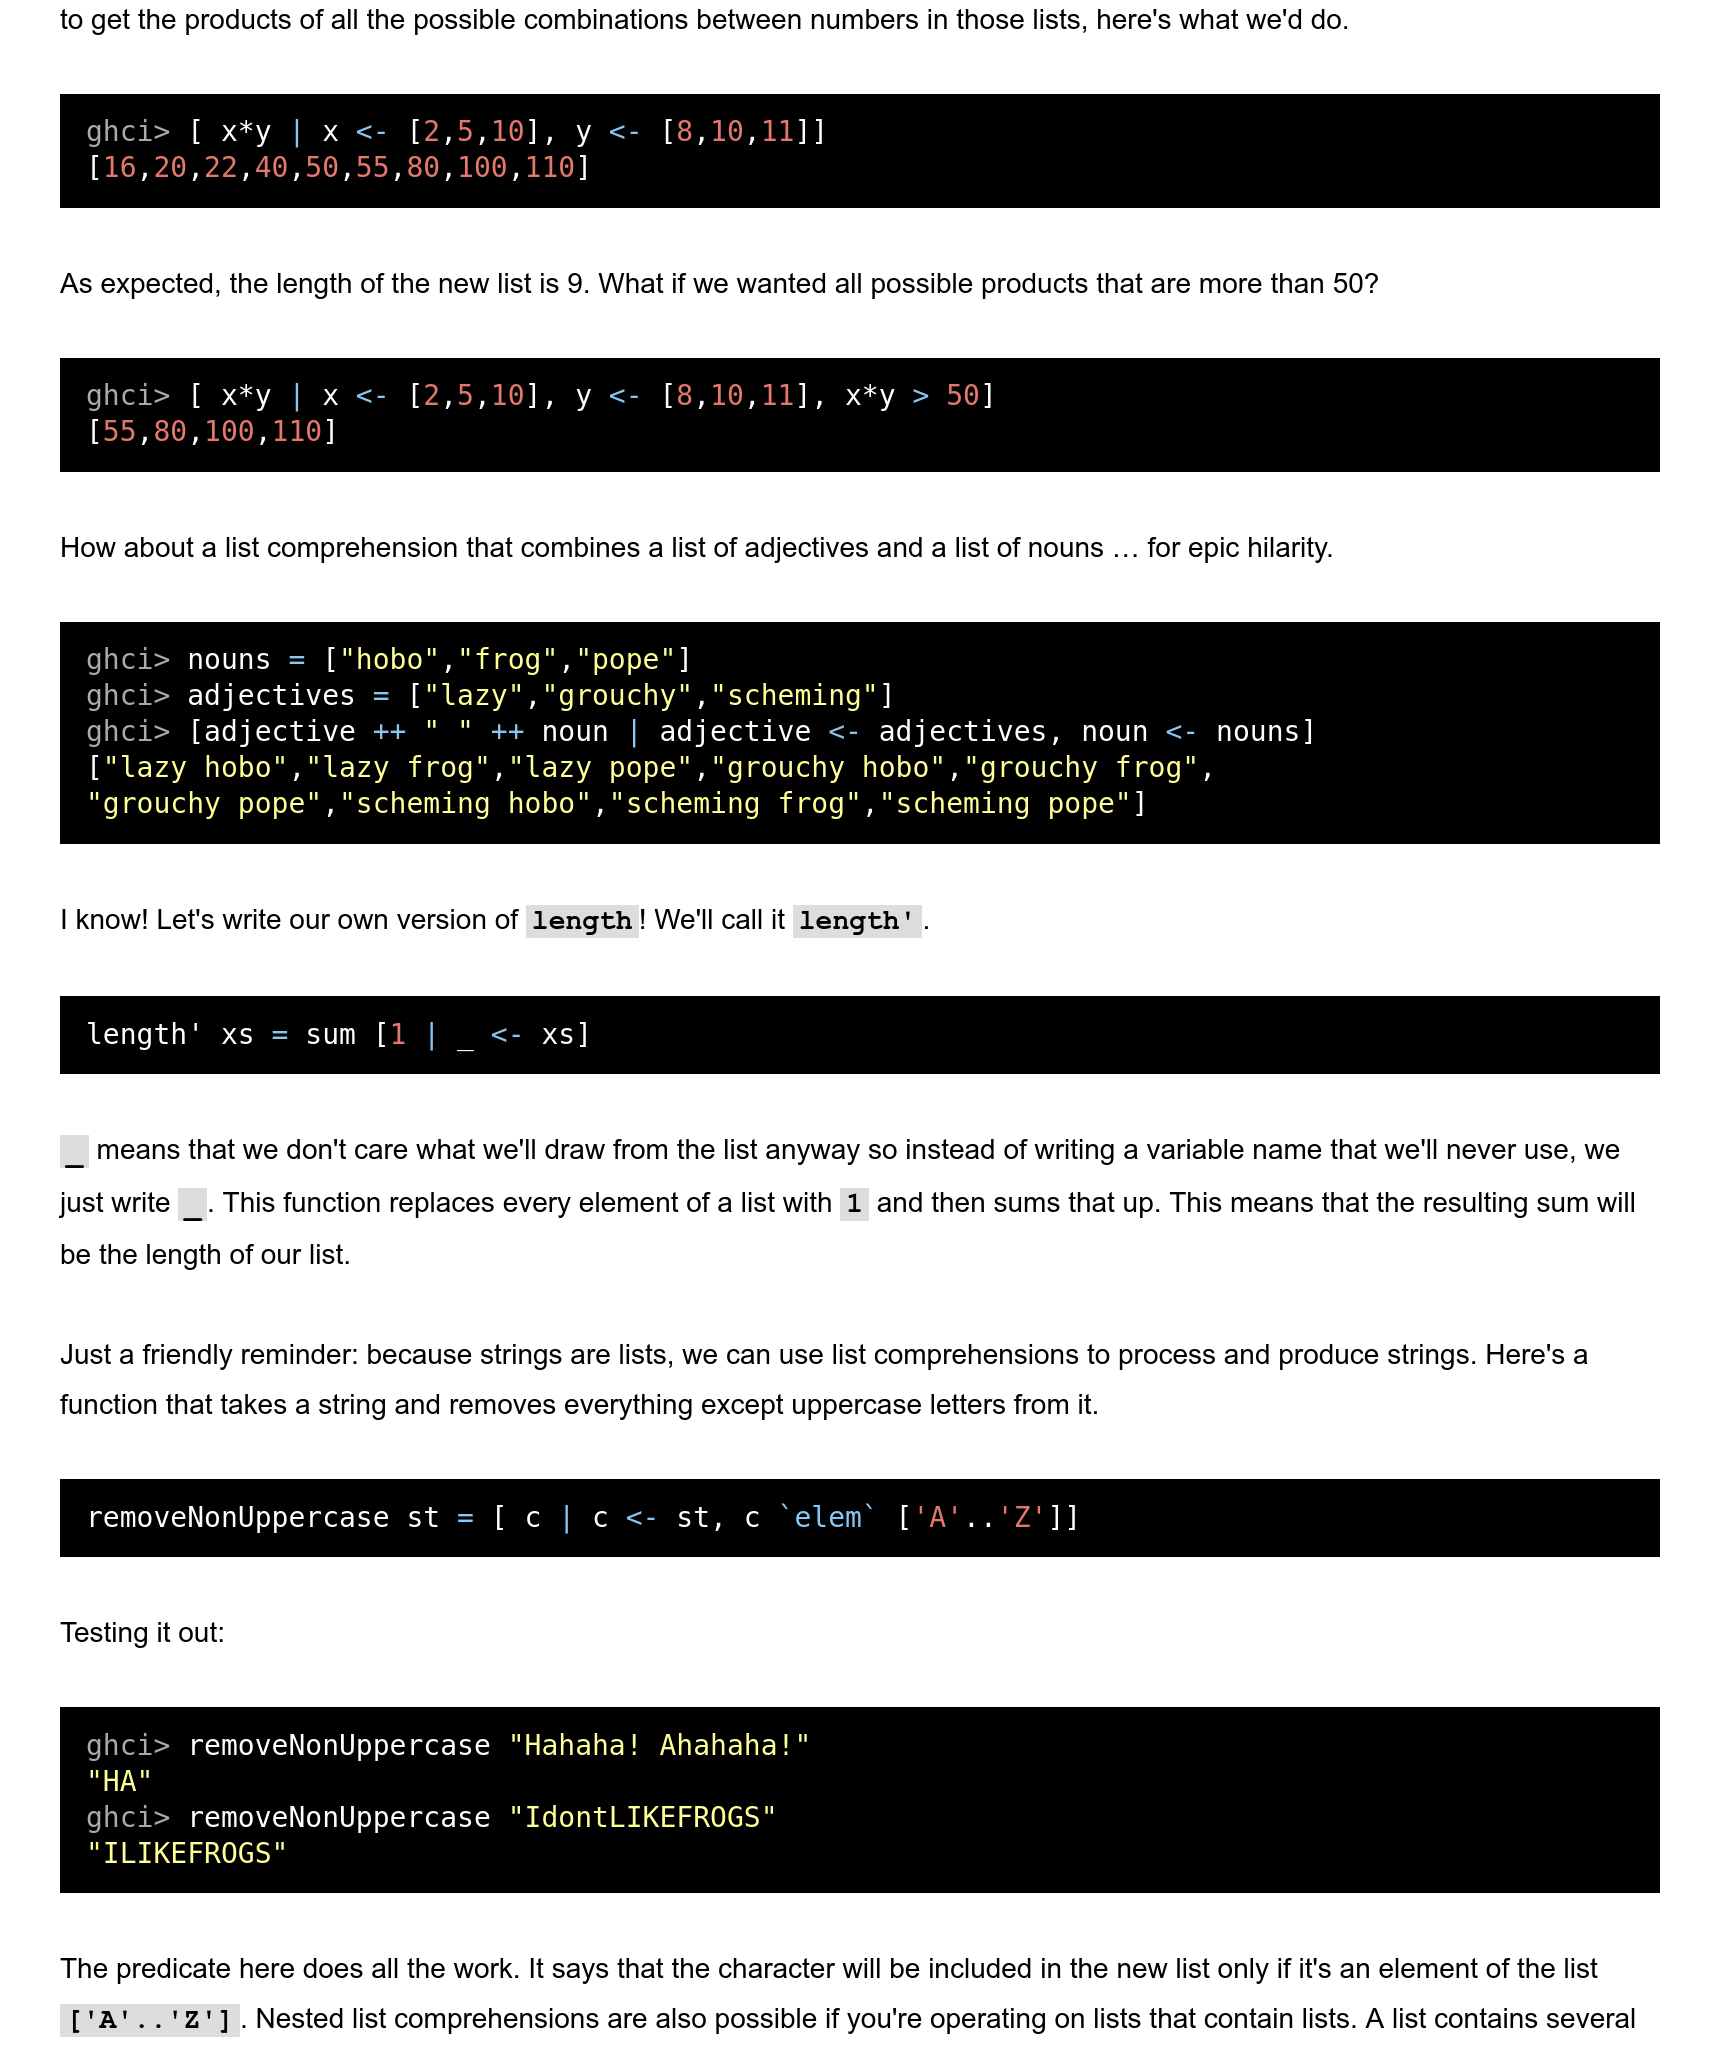 to get the products of all the possible combinations between numbers in those lists, here's what we'd do.
ghci> [ x*y | x <- [2,5,10], y <- [8,10,11]]
[16,20,22,40,50,55,80,100,110]
As expected, the length of the new list is 9. What if we wanted all possible products that are more than 50?
ghci> [ x*y | x <- [2,5,10], y <- [8,10,11], x*y > 50]
[55,80,100,110]
How about a list comprehension that combines a list of adjectives and a list of nouns … for epic hilarity.
ghci> nouns = ["hobo","frog","pope"]
ghci> adjectives = ["lazy","grouchy","scheming"]
ghci> [adjective ++ " " ++ noun | adjective <- adjectives, noun <- nouns]
["lazy hobo","lazy frog","lazy pope","grouchy hobo","grouchy frog",
"grouchy pope","scheming hobo","scheming frog","scheming pope"]
I know! Let's write our own version of length! We'll call it length'.
length' xs = sum [1 | _ <- xs]
_ means that we don't care what we'll draw from the list anyway so instead of writing a variable name that we'll never use, we
just write _. This function replaces every element of a list with 1 and then sums that up. This means that the resulting sum will
be the length of our list.
Just a friendly reminder: because strings are lists, we can use list comprehensions to process and produce strings. Here's a
function that takes a string and removes everything except uppercase letters from it.
removeNonUppercase st = [ c | c <- st, c `elem` ['A'..'Z']]
Testing it out:
ghci> removeNonUppercase "Hahaha! Ahahaha!"
"HA"
ghci> removeNonUppercase "IdontLIKEFROGS"
"ILIKEFROGS"
The predicate here does all the work. It says that the character will be included in the new list only if it's an element of the list
['A'..'Z']. Nested list comprehensions are also possible if you're operating on lists that contain lists. A list contains several